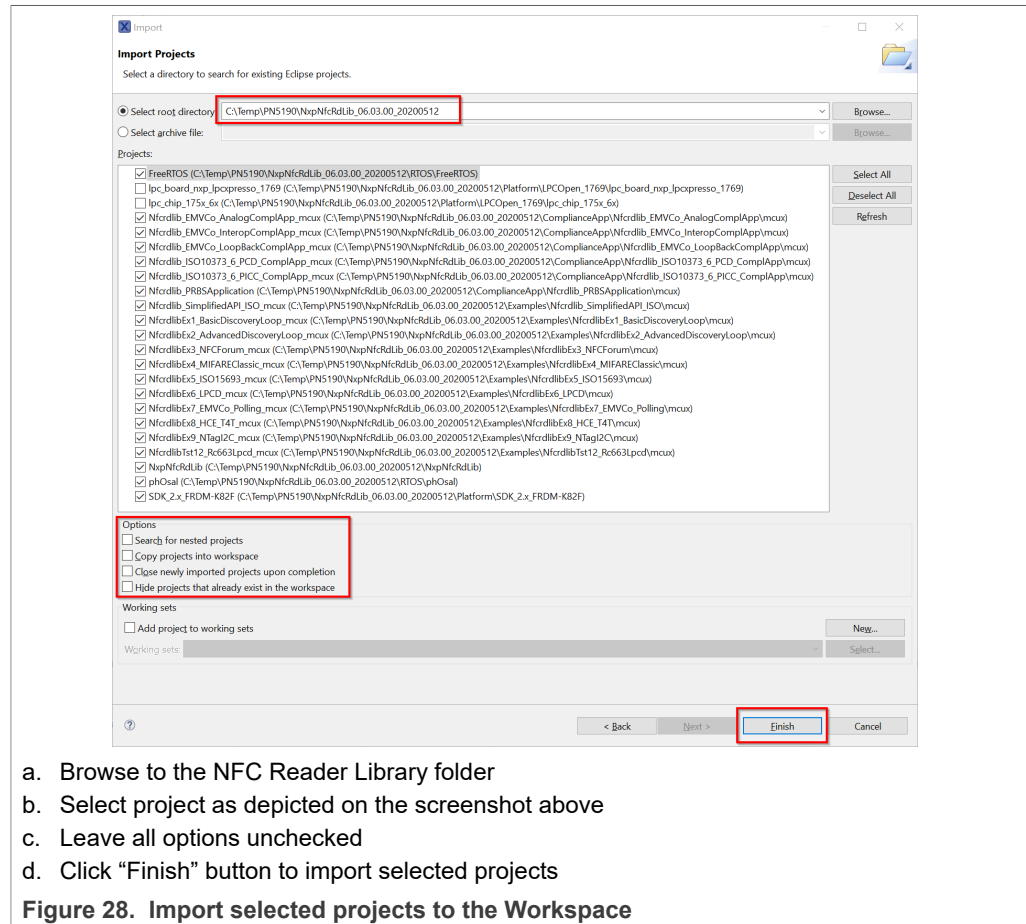 Import
Import Projects
Select a directory to search for existing Eclipse projects.
Select root directory: C:\Temp\PN5190\NxpNfcRdLib_06.03.00_20200512 Browse...
Select archive file: Browse...
Projects:
FreeRTOS (C:\Temp\PN5190\NxpNfcRdLib_06.03.00_20200512\RTOS\FreeRTOS) Select All
lpc_board_nxp_lpcxpresso_1769 (C:\Temp\PN5190\NxpNfcRdLib_06.03.00_20200512\Platform\LPCOpen_1769\lpc_board_nxp_lpcxpresso_1769)
lpc_chip_175x_6x (C:\Temp\PN5190\NxpNfcRdLib_06.03.00_20200512\Platform\LPCOpen_1769\lpc_chip_175x_6x) Deselect All
Nfcrdlib_EMVCo_AnalogComplApp_mcux (C:\Temp\PN5190\NxpNfcRdLib_06.03.00_20200512\ComplianceApp\Nfcrdlib_EMVCo_AnalogComplApp\mcux) Refresh
Nfcrdlib_EMVCo_InteropComplApp_mcux (C:\Temp\PN5190\NxpNfcRdLib_06.03.00_20200512\ComplianceApp\Nfcrdlib_EMVCo_InteropComplApp\mcux)
Nfcrdlib_EMVCo_LoopBackComplApp_mcux (C:\Temp\PN5190\NxpNfcRdLib_06.03.00_20200512\ComplianceApp\Nfcrdlib_EMVCo_LoopBackComplApp\mcux)
Nfcrdlib_ISO10373_6_PCD_ComplApp_mcux (C:\Temp\PN5190\NxpNfcRdLib_06.03.00_20200512\ComplianceApp\Nfcrdlib_ISO10373_6_PCD_ComplApp\mcux)
Nfcrdlib_ISO10373_6_PICC_ComplApp_mcux (C:\Temp\PN5190\NxpNfcRdLib_06.03.00_20200512\ComplianceApp\Nfcrdlib_ISO10373_6_PICC_ComplApp\mcux)
Nfcrdlib_PRBSApplication (C:\Temp\PN5190\NxpNfcRdLib_06.03.00_20200512\ComplianceApp\Nfcrdlib_PRBSApplication\mcux)
Nfcrdlib_SimplifiedAPI_ISO_mcux (C:\Temp\PN5190\NxpNfcRdLib_06.03.00_20200512\Examples\Nfcrdlib_SimplifiedAPI_ISO\mcux)
NfcrdlibEx1_BasicDiscoveryLoop_mcux (C:\Temp\PN5190\NxpNfcRdLib_06.03.00_20200512\Examples\NfcrdlibEx1_BasicDiscoveryLoop\mcux)
NfcrdlibEx2_AdvancedDiscoveryLoop_mcux (C:\Temp\PN5190\NxpNfcRdLib_06.03.00_20200512\Examples\NfcrdlibEx2_AdvancedDiscoveryLoop\mcux)
NfcrdlibEx3_NFCForum_mcux (C:\Temp\PN5190\NxpNfcRdLib_06.03.00_20200512\Examples\NfcrdlibEx3_NFCForum\mcux)
NfcrdlibEx4_MIFAREClassic_mcux (C:\Temp\PN5190\NxpNfcRdLib_06.03.00_20200512\Examples\NfcrdlibEx4_MIFAREClassic\mcux)
NfcrdlibEx5_ISO15693_mcux (C:\Temp\PN5190\NxpNfcRdLib_06.03.00_20200512\Examples\NfcrdlibEx5_ISO15693\mcux)
NfcrdlibEx6_LPCD_mcux (C:\Temp\PN5190\NxpNfcRdLib_06.03.00_20200512\Examples\NfcrdlibEx6_LPCD\mcux)
NfcrdlibEx7_EMVCo_Polling_mcux (C:\Temp\PN5190\NxpNfcRdLib_06.03.00_20200512\Examples\NfcrdlibEx7_EMVCo_Polling\mcux)
NfcrdlibEx8_HCE_T4T_mcux (C:\Temp\PN5190\NxpNfcRdLib_06.03.00_20200512\Examples\NfcrdlibEx8_HCE_T4T\mcux)
NfcrdlibEx9_NTagI2C_mcux (C:\Temp\PN5190\NxpNfcRdLib_06.03.00_20200512\Examples\NfcrdlibEx9_NTagI2C\mcux)
NfcrdlibTst12_Rc663Lpcd_mcux (C:\Temp\PN5190\NxpNfcRdLib_06.03.00_20200512\Examples\NfcrdlibTst12_Rc663Lpcd\mcux)
NxpNfcRdLib (C:\Temp\PN5190\NxpNfcRdLib_06.03.00_20200512\NxpNfcRdLib)
phOsal (C:\Temp\PN5190\NxpNfcRdLib_06.03.00_20200512\RTOS\phOsal)
SDK_2.x_FRDM-K82F (C:\Temp\PN5190\NxpNfcRdLib_06.03.00_20200512\Platform\SDK_2.x_FRDM-K82F)
Options
Search for nested projects
Copy projects into workspace
Close newly imported projects upon completion
Hide projects that already exist in the workspace
Working sets
Add project to working sets New...
Working sets: Select...
? < Back Next > Finish Cancel
a. Browse to the NFC Reader Library folder
b. Select project as depicted on the screenshot above
c. Leave all options unchecked
d. Click “Finish” button to import selected projects
Figure 28. Import selected projects to the Workspace